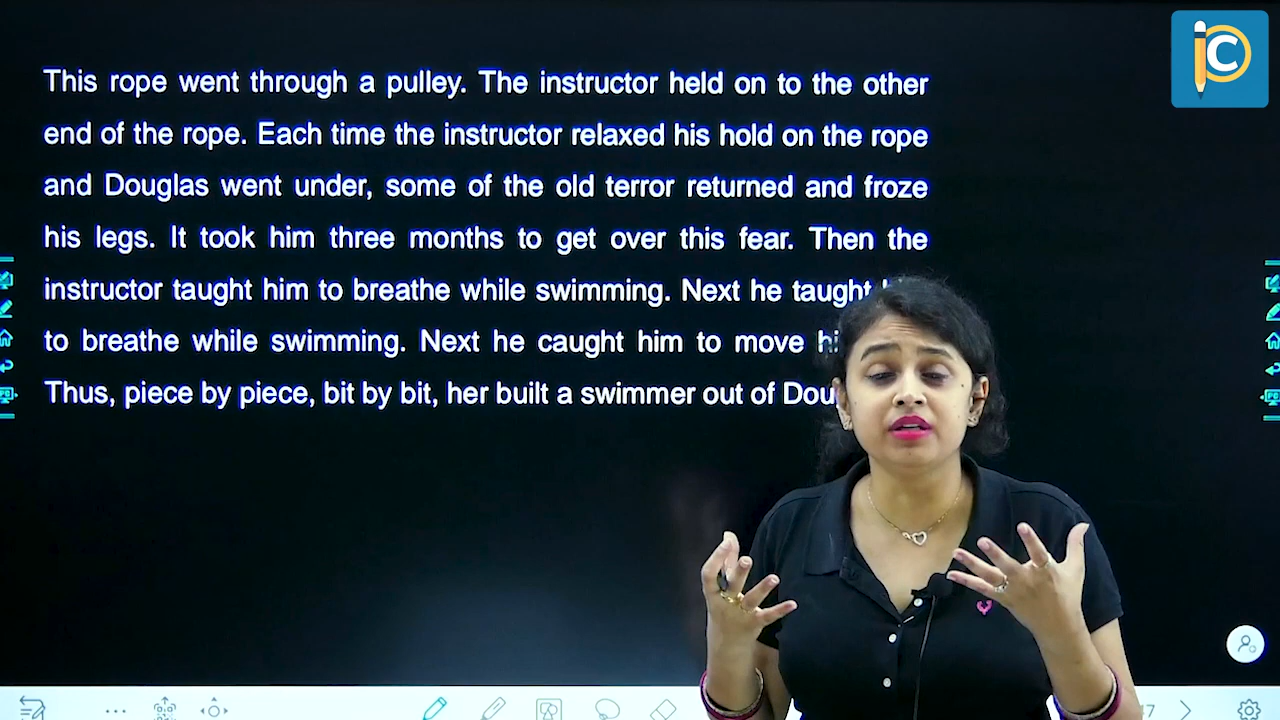 This rope went through a pulley. The instructor held on to the other
end of the rope. Each time the instructor relaxed his hold on the rope
and Douglas went under, some of the old terror returned and froze
his legs. It took him three months to get over this fear. Then the
instructor taught him to breathe while swimming. Next he taught
to breathe while swimming. Next he caught him to move
Thus, piece by piece, bit by bit, her built a swimmer out of Dou
C